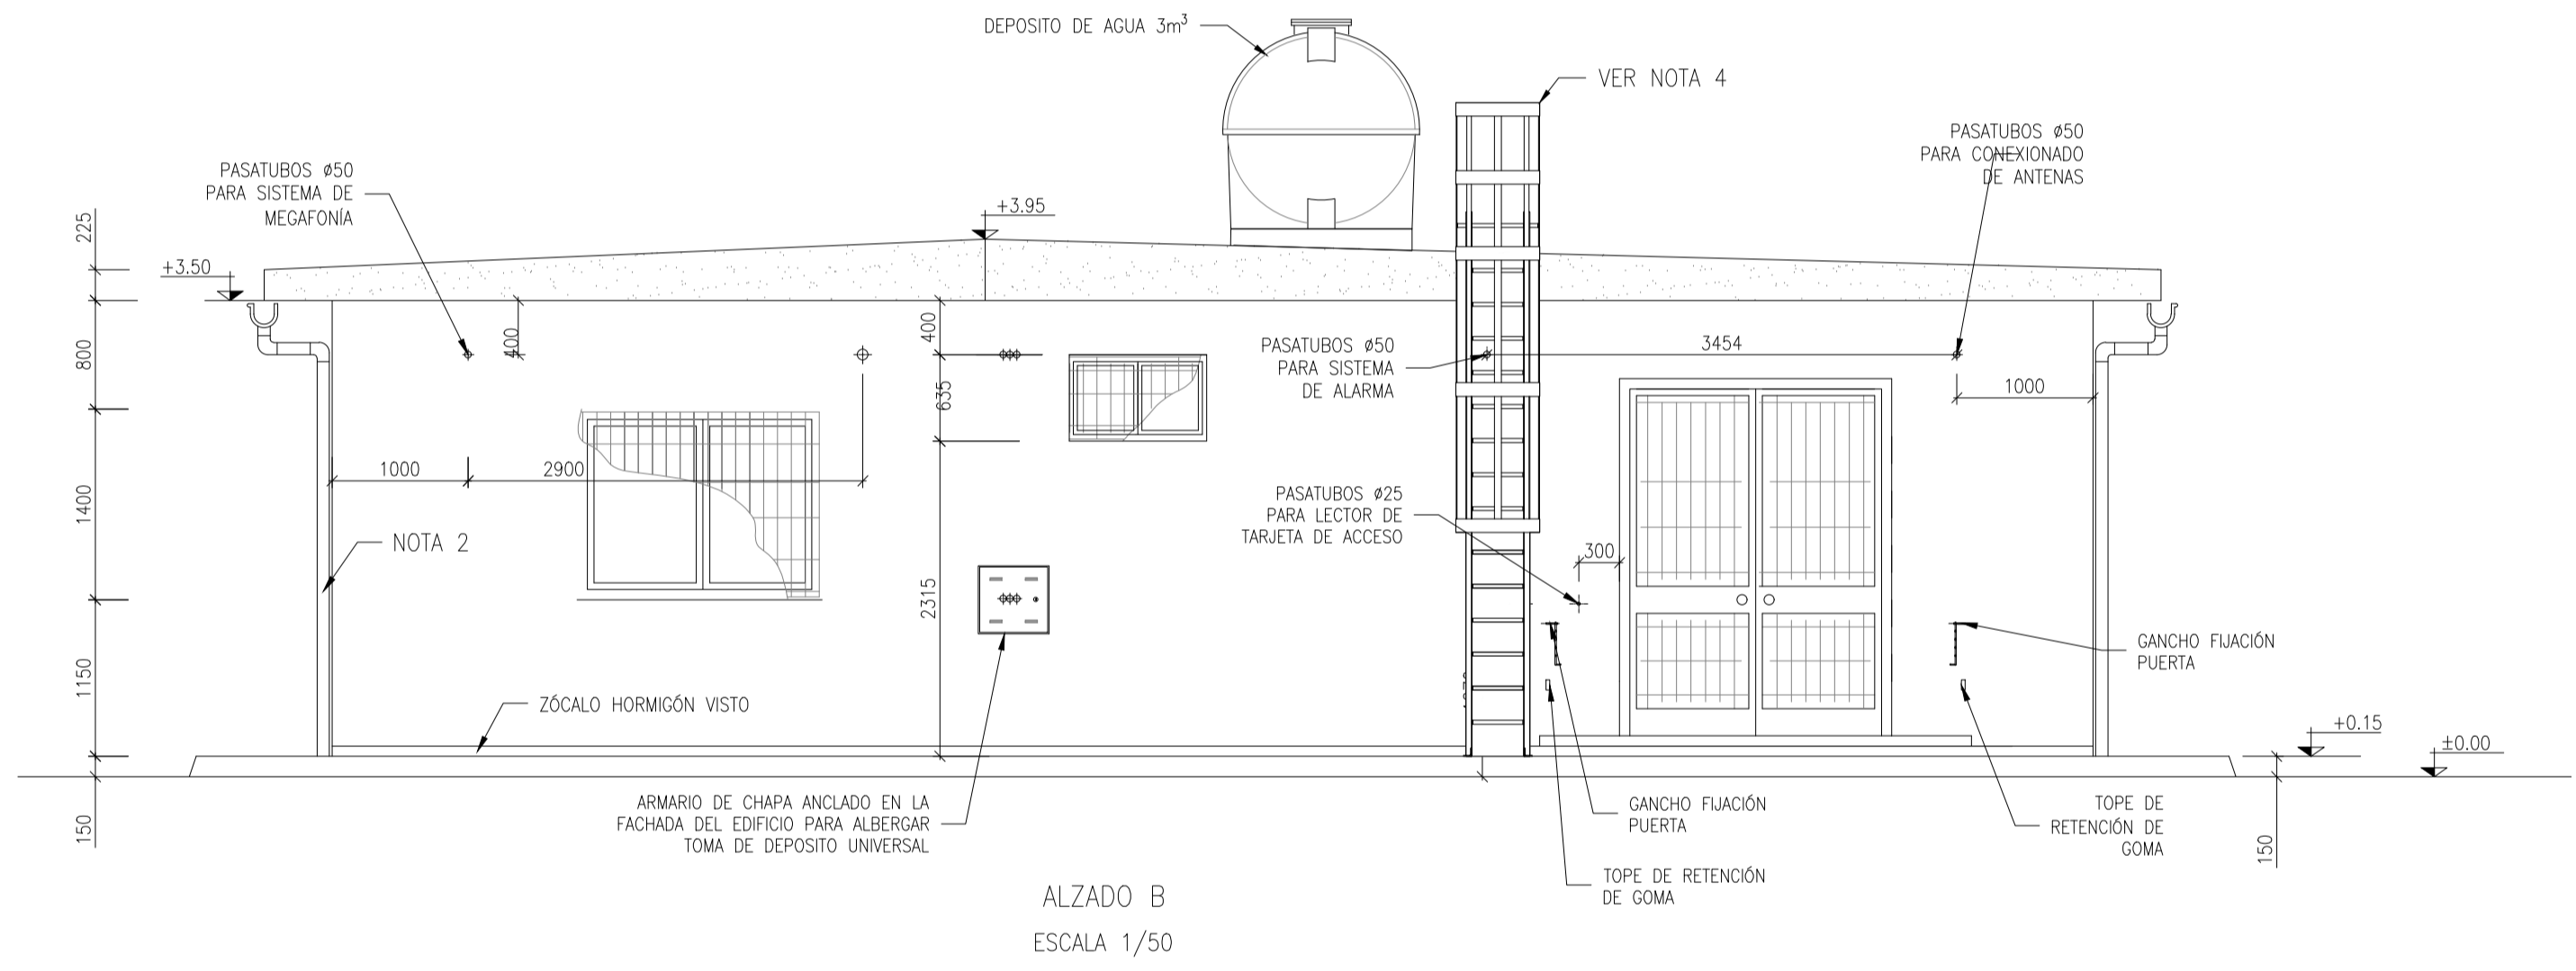 DEPOSITO DE AGUA 3m³
VER NOTA 4
PASATUBOS ø50
PARA CONEXIONADO
DE ANTENAS
PASATUBOS ø50
PARA SISTEMA DE
MEGAFONÍA
225
+3.50
+3.95
800
400
400
635
PASATUBOS ø50
PARA SISTEMA
DE ALARMA
3454
1000
1000
2900
1400
NOTA 2
PASATUBOS ø25
PARA LECTOR DE
TARJETA DE ACCESO
300
2315
1150
ZÓCALO HORMIGÓN VISTO
GANCHO FIJACIÓN
PUERTA
+0.15
±0.00
150
ARMARIO DE CHAPA ANCLADO EN LA
FACHADA DEL EDIFICIO PARA ALBERGAR
TOMA DE DEPOSITO UNIVERSAL
GANCHO FIJACIÓN
PUERTA
TOPE DE
RETENCIÓN DE
GOMA
150
TOPE DE RETENCIÓN
DE GOMA
ALZADO B
ESCALA 1/50